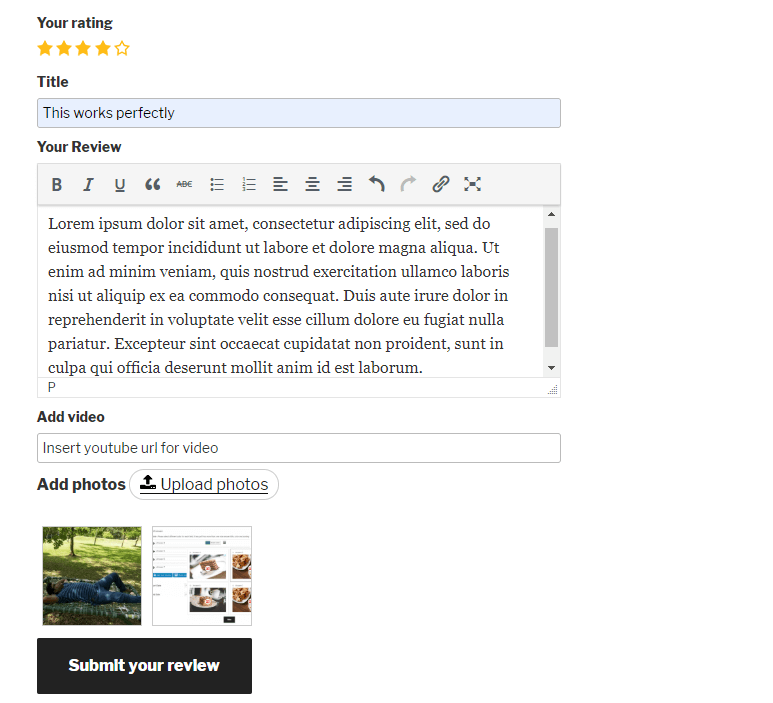 Your rating
Title
This works perfectly
Your Review
B I U ABC
Lorem ipsum dolor sit amet, consectetur adipiscing elit, sed do
eiusmod tempor incididunt ut labore et dolore magna aliqua. Ut
enim ad minim veniam, quis nostrud exercitation ullamco laboris
nisi ut aliquip ex ea commodo consequat. Duis aute irure dolor in
reprehenderit in voluptate velit esse cillum dolore eu fugiat nulla
pariatur. Excepteur sint occaecat cupidatat non proident, sunt in
culpa qui officia deserunt mollit anim id est laborum.
P
Add video
Insert youtube url for video
Add photos Upload photos
Submit your review